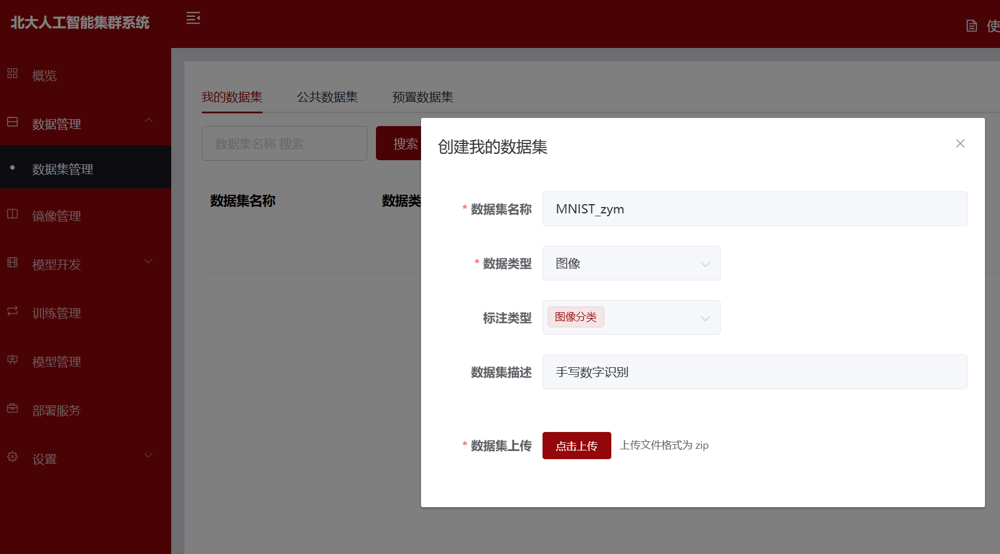 北大人工智能集群系统
使
概览
数据管理
数据集管理
镜像管理
模型开发
训练管理
模型管理
部署服务
设置
我的数据集 公共数据集 预置数据集
数据集名称 搜索 搜索
数据集名称 数据类
创建我的数据集
* 数据集名称 MNIST_zym
* 数据类型 图像
标注类型 图像分类
数据集描述 手写数字识别
* 数据集上传 点击上传 上传文件格式为 zip